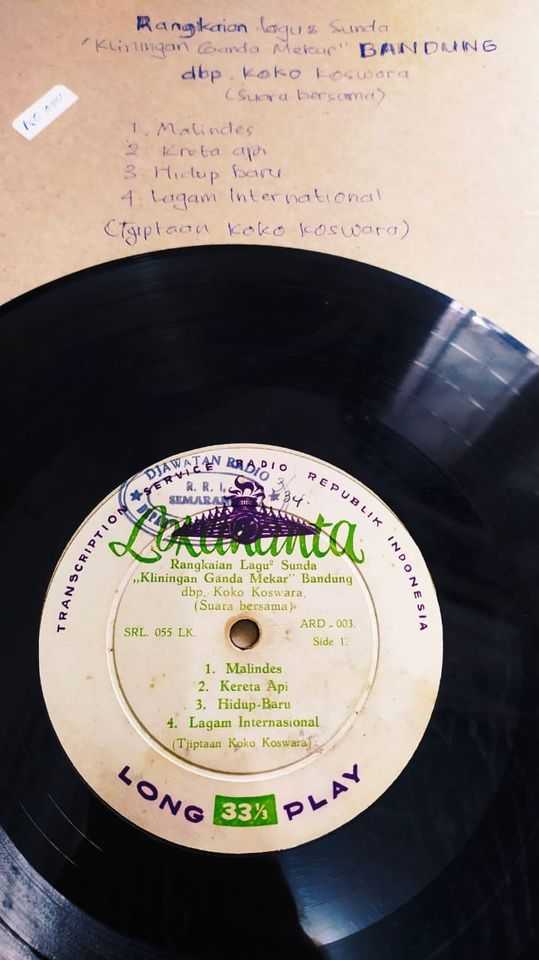 Rangkaian lagu2 Sunda
"Kliningan Ganda Mekar" BANDUNG
dbp. Koko Koswara
(Suara bersama)
1. Malindes
2 Kreta api
3 Hidup Baru
4. Lagam International
(Tjiptaan Koko Koswara)
DJAWATAN RADIO
R. R. I.
SEMARANG
3/34
TRANSCRIPTION SERVICE RADIO REPUBLIK INDONESIA
Lokananta
Rangkaian Lagu² Sunda
„Kliningan Ganda Mekar" Bandung
dbp. Koko Koswara
(Suara bersama)
SRL. 055 LK.
ARD - 003.
Side 1
1. Malindes
2. Kereta Api
3. Hidup-Baru
4. Lagam Internasional
(Tjiptaan Koko Koswara)
LONG 33⅓ PLAY